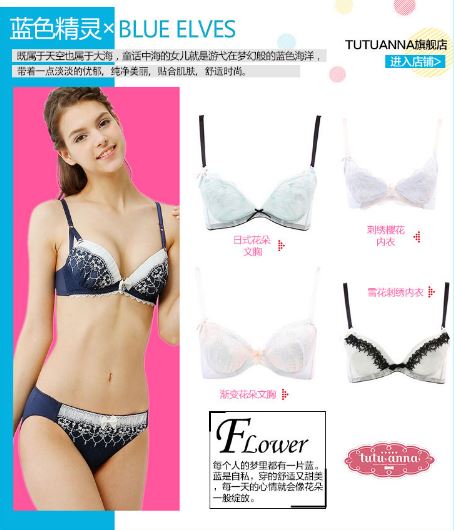 蓝色精灵×BLUE ELVES
既属于天空也属于大海，童话中海的女儿就是游弋在梦幻般的蓝色海洋，
带着一点淡淡的忧郁，纯净美丽，贴合肌肤，舒适时尚。
TUTUANNA旗舰店
进入店铺>
日式花朵
文胸
刺绣樱花
内衣
渐变花朵文胸
雪花刺绣内衣
FLower
每个人的梦里都有一片蓝。
蓝是自私，穿的舒适又甜美
，每一天的心情就会像花朵
一般绽放。
tutu·anna